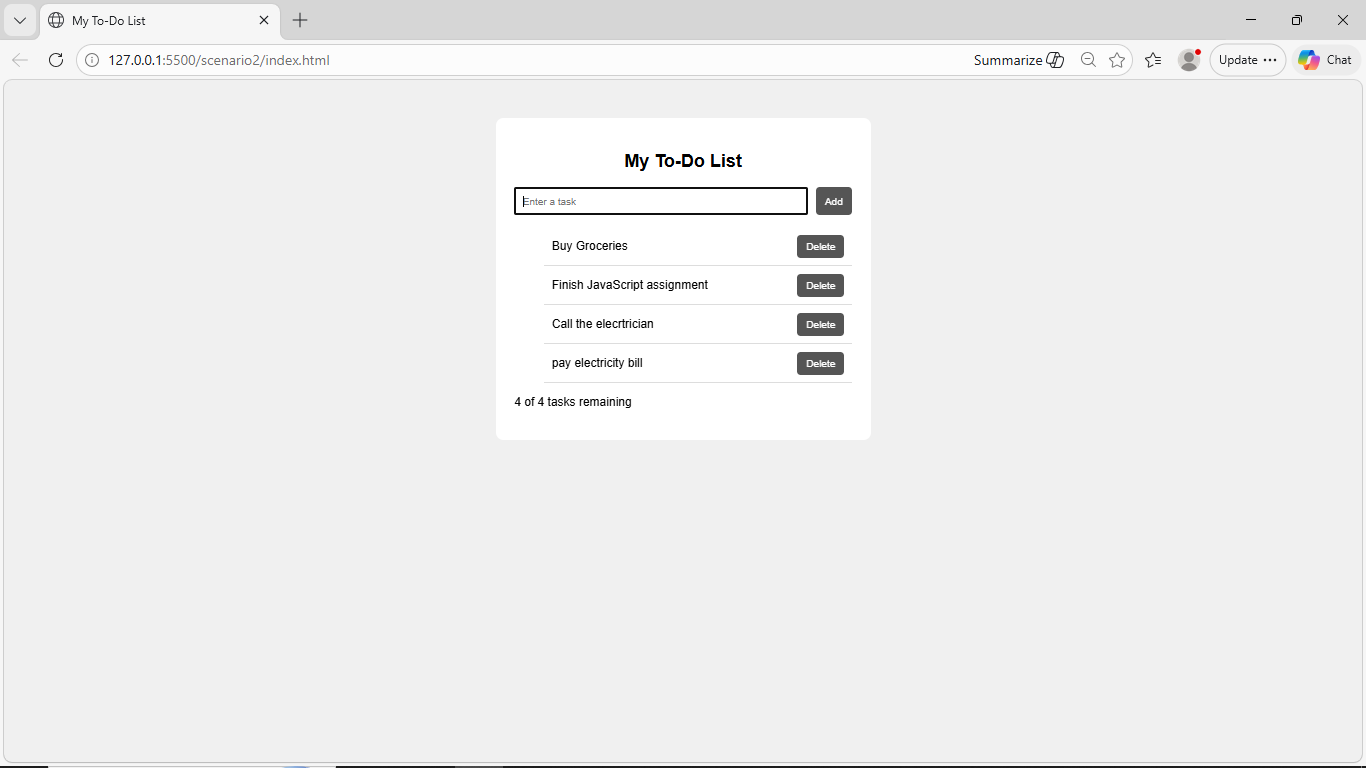 My To-Do List
127.0.0.1:5500/scenario2/index.html
Summarize
Update
Chat
My To-Do List
Enter a task
Add
Buy Groceries
Delete
Finish JavaScript assignment
Delete
Call the elecrtrician
Delete
pay electricity bill
Delete
4 of 4 tasks remaining